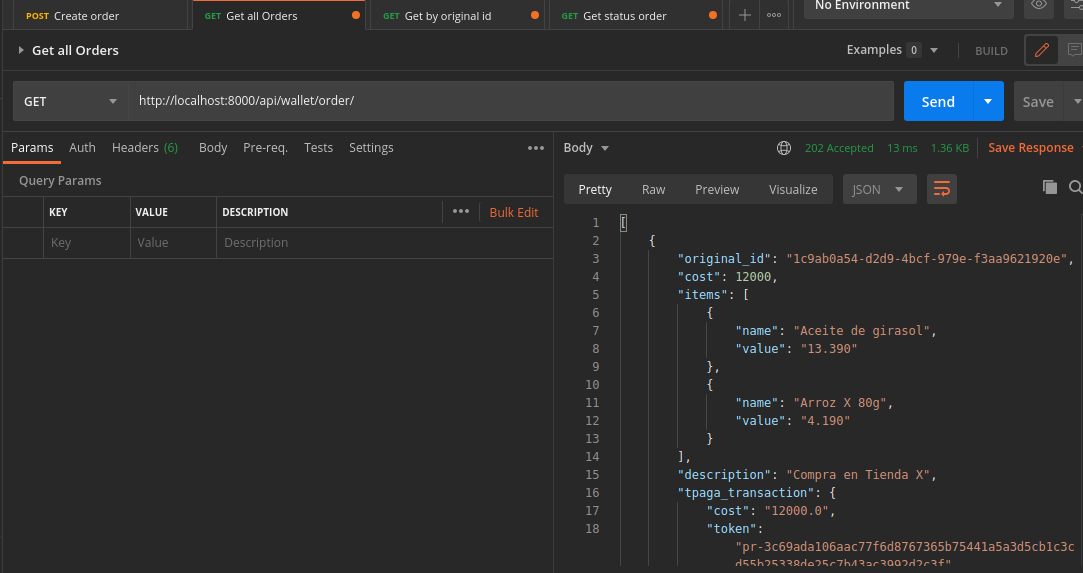 POST Create order GET Get all Orders GET Get by original id GET Get status order No Environment
Get all Orders Examples 0 BUILD
GET http://localhost:8000/api/wallet/order/ Send Save
Params Auth Headers (6) Body Pre-req. Tests Settings
Query Params
KEY VALUE DESCRIPTION Bulk Edit
Key Value Description
Body 202 Accepted 13 ms 1.36 KB Save Response
Pretty Raw Preview Visualize JSON
1 [
2 {
3 "original_id": "1c9ab0a54-d2d9-4bcf-979e-f3aa9621920e",
4 "cost": 12000,
5 "items": [
6 {
7 "name": "Aceite de girasol",
8 "value": "13.390"
9 },
10 {
11 "name": "Arroz X 80g",
12 "value": "4.190"
13 }
14 ],
15 "description": "Compra en Tienda X",
16 "tpaga_transaction": {
17 "cost": "12000.0",
18 "token":
"pr-3c69ada106aac77f6d8767365b75441a5a3d5cb1c3c
d55b25338de25c7b43ac3992d2c3f"